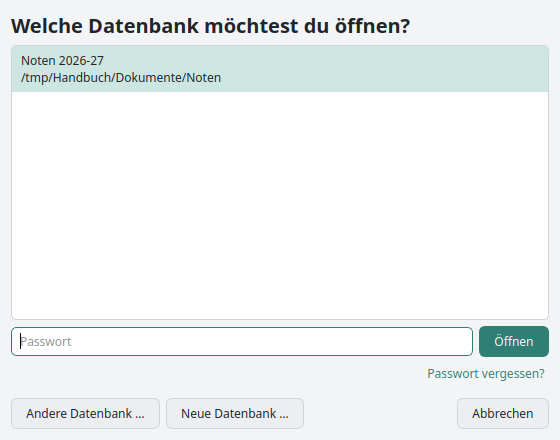 Welche Datenbank möchtest du öffnen?
Noten 2026-27
/tmp/Handbuch/Dokumente/Noten
Passwort
Öffnen
Passwort vergessen?
Andere Datenbank ...
Neue Datenbank ...
Abbrechen